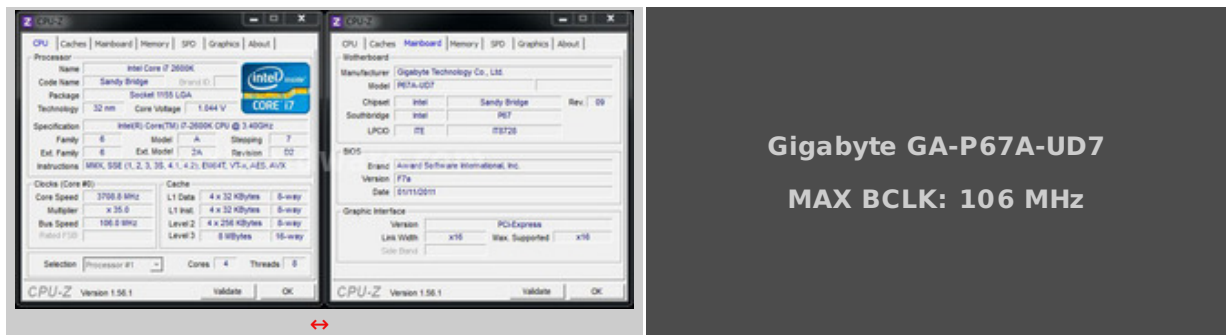 CPU-Z
CPU Caches Mainboard Memory SPD Graphics About
Processor
Name Intel Core i7 2600K
Code Name Sandy Bridge Brand ID
Package Socket 1155 LGA
Technology 32 nm Core Voltage 1.044 V
intel inside
CORE i7
Specification Intel(R) Core(TM) i7-2600K CPU @ 3.40GHz
Family 6 Model A Stepping 7
Ext. Family 6 Ext. Model 2A Revision D2
Instructions MMX, SSE (1, 2, 3, 3S, 4.1, 4.2), EM64T, VT-x, AES, AVX
Clocks (Core #0) Cache
Core Speed 3708.8 MHz L1 Data 4 x 32 KBytes 8-way
Multiplier x 35.0 L1 Inst. 4 x 32 KBytes 8-way
Bus Speed 106.0 MHz Level 2 4 x 256 KBytes 8-way
Rated FSB Level 3 8 MBytes 16-way
Selection Processor #1 Cores 4 Threads 8
CPU-Z Version 1.56.1 Validate OK
CPU-Z
CPU Caches Mainboard Memory SPD Graphics About
Motherboard
Manufacturer Gigabyte Technology Co., Ltd.
Model P67A-UD7
Chipset Intel Sandy Bridge Rev. 09
Southbridge Intel P67
LPCIO ITE IT8728
BIOS
Brand Award Software International, Inc.
Version F7a
Date 01/11/2011
Graphic Interface
Version PCI-Express
Link Width x16 Max. Supported x16
Side Band
CPU-Z Version 1.56.1 Validate OK
Gigabyte GA-P67A-UD7
MAX BCLK: 106 MHz